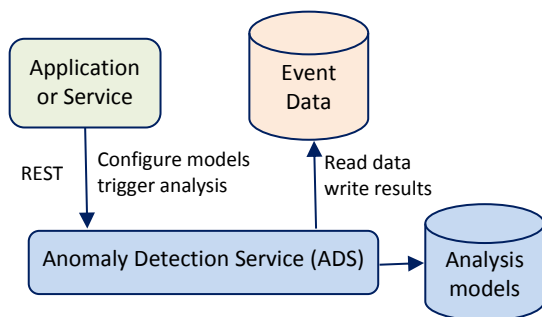 Application
or Service
Event
Data
REST
Configure models
trigger analysis
Read data
write results
Anomaly Detection Service (ADS)
Analysis
models